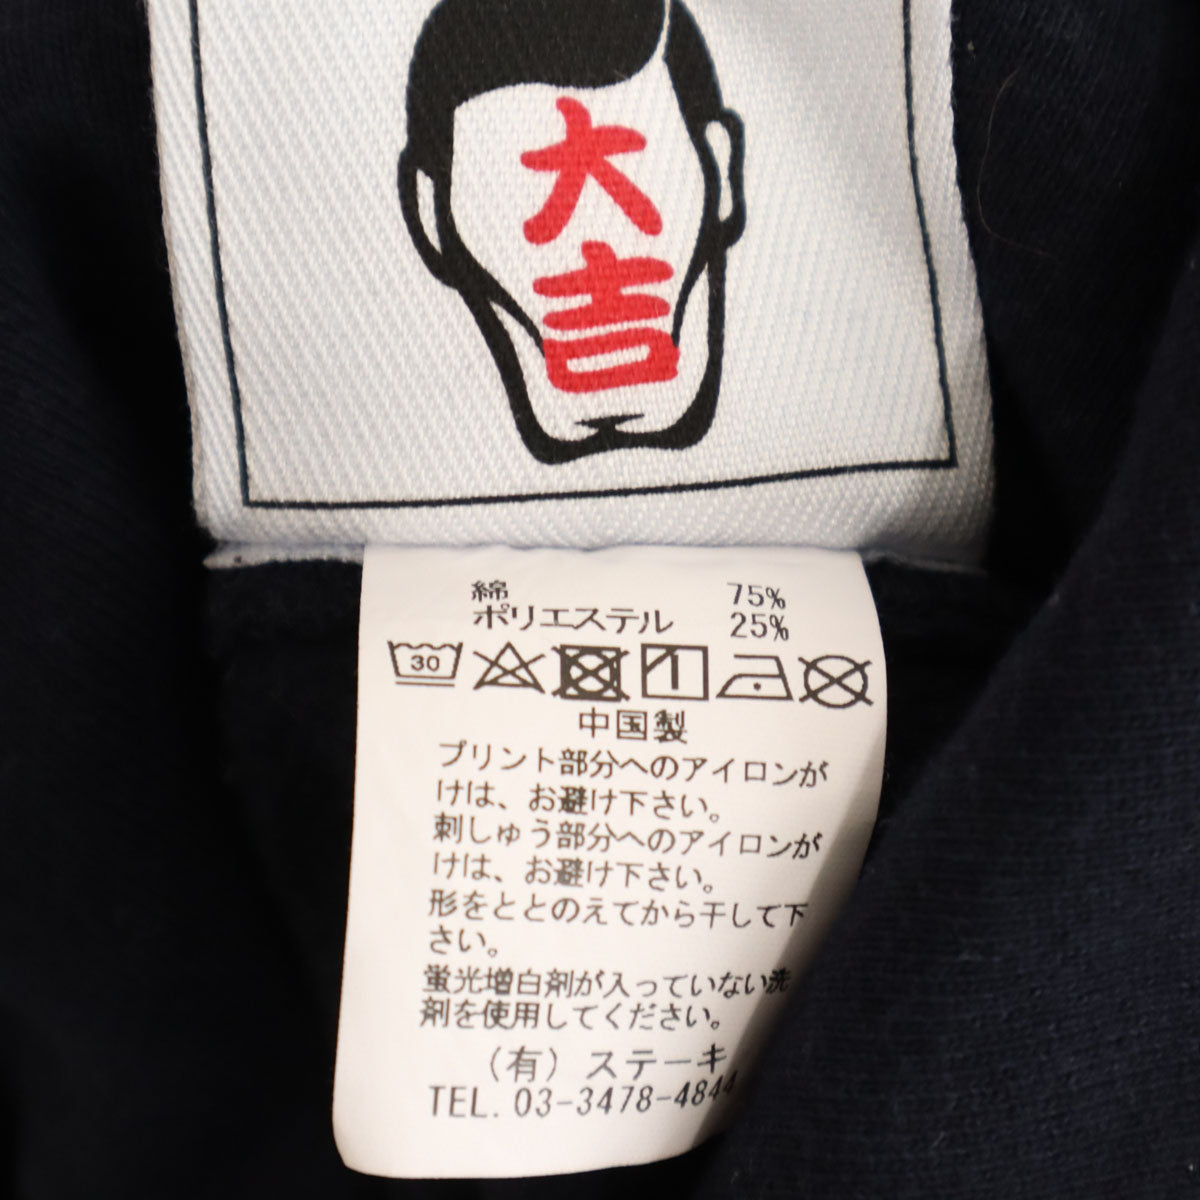 大
吉
綿 75%
ポリエステル 25%
30
中国製
プリント部分へのアイロンが
けは、お避け下さい。
刺しゅう部分へのアイロンが
けは、お避け下さい。
形をととのえてから干して下
さい。
蛍光増白剤が入っていない洗
剤を使用してください。
(有) ステーキ
TEL. 03-3478-4844